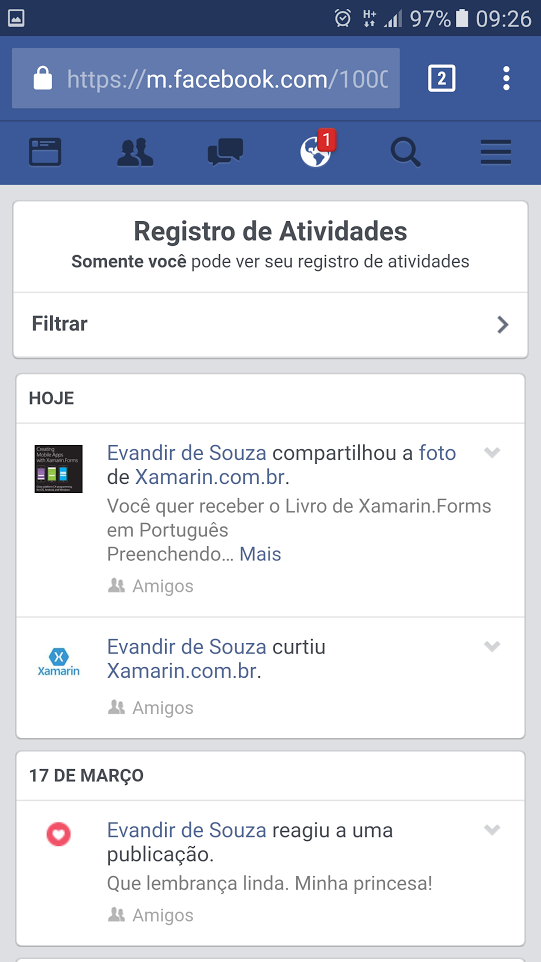 97% 09:26
https://m.facebook.com/1000
2
1
Registro de Atividades
Somente você pode ver seu registro de atividades
Filtrar
HOJE
Creating
Mobile Apps
with Xamarin.Forms
Evandir de Souza compartilhou a foto
de Xamarin.com.br.
Você quer receber o Livro de Xamarin.Forms
em Português
Preenchendo... Mais
Amigos
Xamarin
Evandir de Souza curtiu
Xamarin.com.br.
Amigos
17 DE MARÇO
Evandir de Souza reagiu a uma
publicação.
Que lembrança linda. Minha princesa!
Amigos